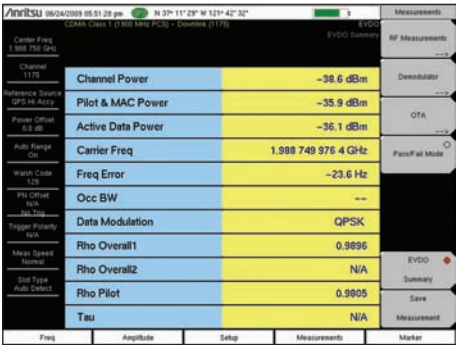 Anritsu 06/24/2009 05:51:28 pm N 37° 11' 29" W 121° 42' 32"
Measurements
CDMA Class 1 (1900 MHz PCS) - Downlink (1175)
EVDO
EVDO Summary
Center Freq
1.988 750 GHz
Channel
1175
Reference Source
GPS Hi Accy
Power Offset
0.0 dB
Auto Range
On
Walsh Code
128
PN Offset
N/A
No Trig
Trigger Polarity
N/A
Meas Speed
Normal
Slot Type
Auto Detect
Channel Power -38.6 dBm
Pilot & MAC Power -35.9 dBm
Active Data Power -36.1 dBm
Carrier Freq 1.988 749 976 4 GHz
Freq Error -23.6 Hz
Occ BW --
Data Modulation QPSK
Rho Overall1 0.9896
Rho Overall2 N/A
Rho Pilot 0.9805
Tau N/A
RF Measurements
-->
Demodulator
-->
OTA
-->
Pass/Fail Mode
EVDO
Summary
Save
Measurement
Freq Amplitude Setup Measurements Marker